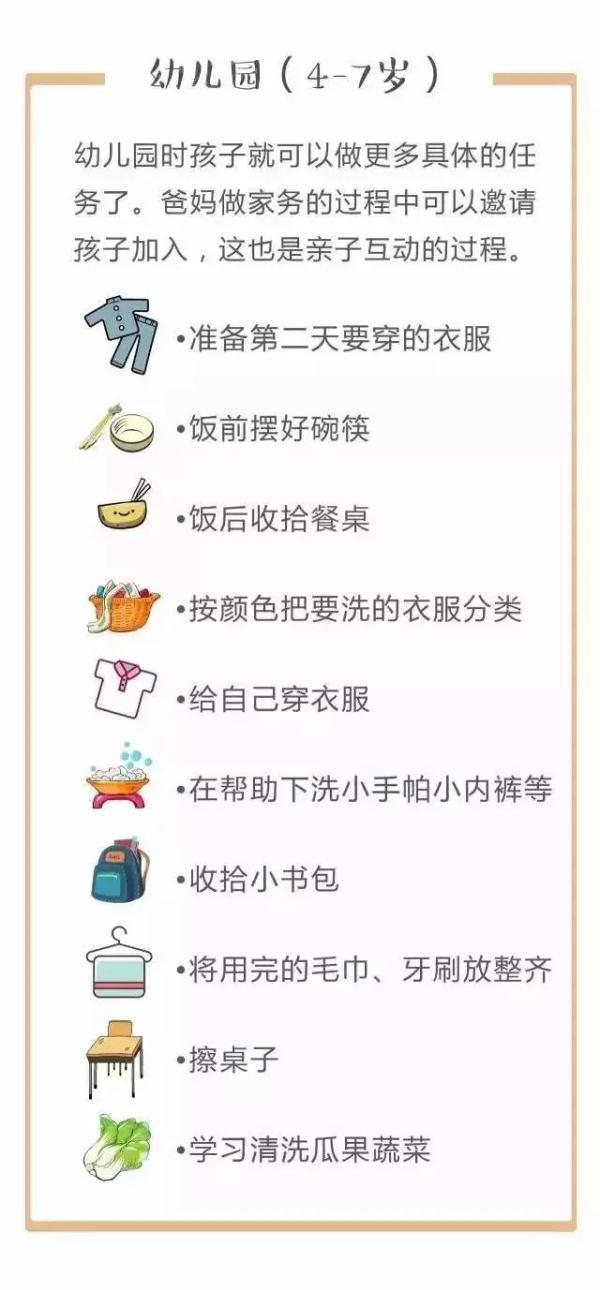 幼儿园（4-7岁）
幼儿园时孩子就可以做更多具体的任
务了。爸妈做家务的过程中可以邀请
孩子加入，这也是亲子互动的过程。
•准备第二天要穿的衣服
•饭前摆好碗筷
•饭后收拾餐桌
•按颜色把要洗的衣服分类
•给自己穿衣服
•在帮助下洗小手帕小内裤等
•收拾小书包
•将用完的毛巾、牙刷放整齐
•擦桌子
•学习清洗瓜果蔬菜